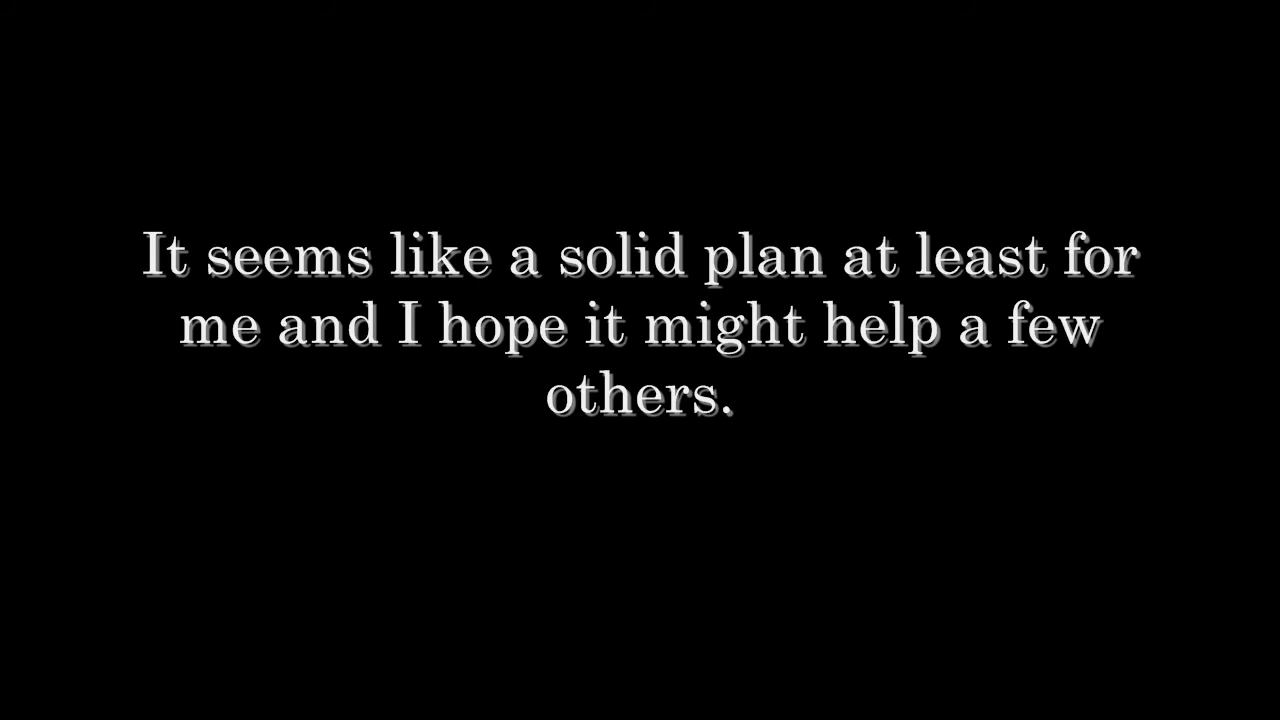 It seems like a solid plan at least for
me and I hope it might help a few
others.